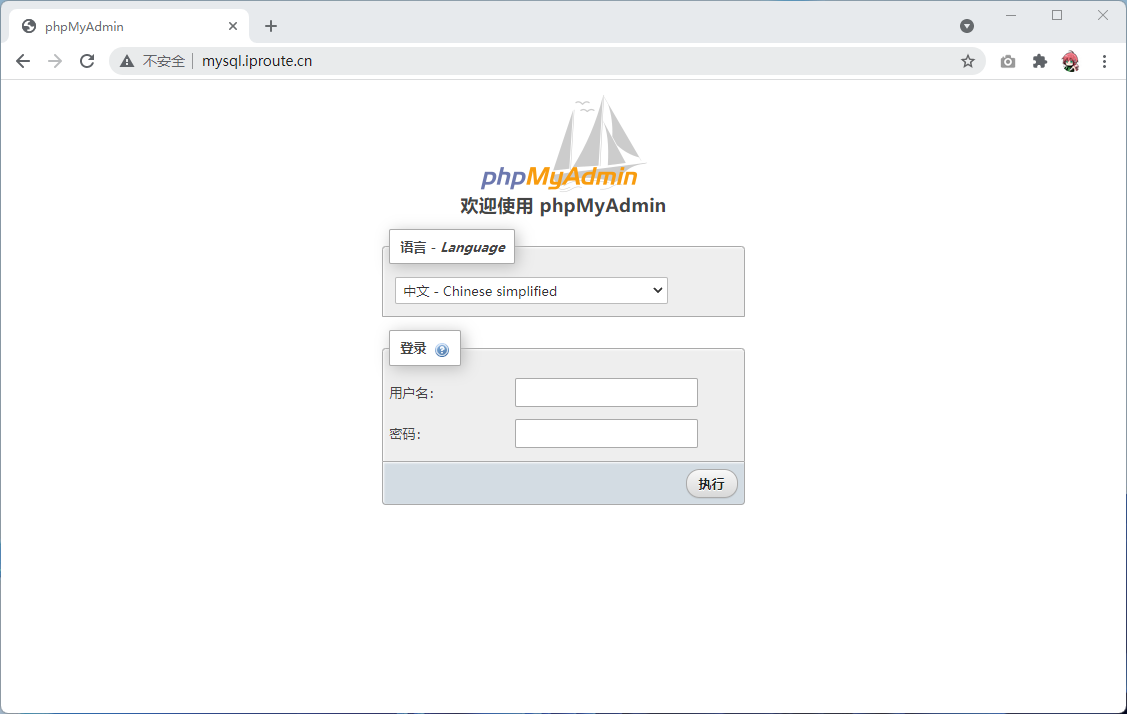 phpMyAdmin
不安全 mysql.iproute.cn
phpMyAdmin
欢迎使用 phpMyAdmin
语言 - Language
中文 - Chinese simplified
登录
用户名：
密码：
执行